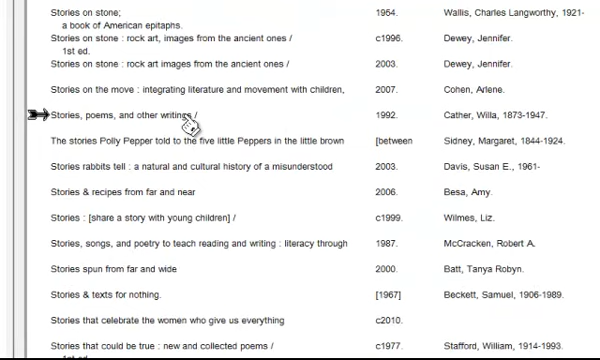 Stories on stone; 1954. Wallis, Charles Langworthy, 1921-
a book of American epitaphs.
Stories on stone : rock art, images from the ancient ones / c1996. Dewey, Jennifer.
1st ed.
Stories on stone : rock art, images from the ancient ones / 2003. Dewey, Jennifer.
Stories on the move : integrating literature and movement with children, 2007. Cohen, Arlene.
Stories, poems, and other writings / 1992. Cather, Willa, 1873-1947.
The stories Polly Pepper told to the five little Peppers in the little brown [between Sidney, Margaret, 1844-1924.
Stories rabbits tell : a natural and cultural history of a misunderstood 2003. Davis, Susan E., 1961-
Stories & recipes from far and near 2006. Besa, Amy.
Stories : [share a story with young children] / c1999. Wilmes, Liz.
Stories, songs, and poetry to teach reading and writing : literacy through 1987. McCracken, Robert A.
Stories spun from far and wide 2000. Batt, Tanya Robyn.
Stories & texts for nothing. [1967] Beckett, Samuel, 1906-1989.
Stories that celebrate the women who give us everything c2010.
Stories that could be true : new and collected poems / c1977. Stafford, William, 1914-1993.